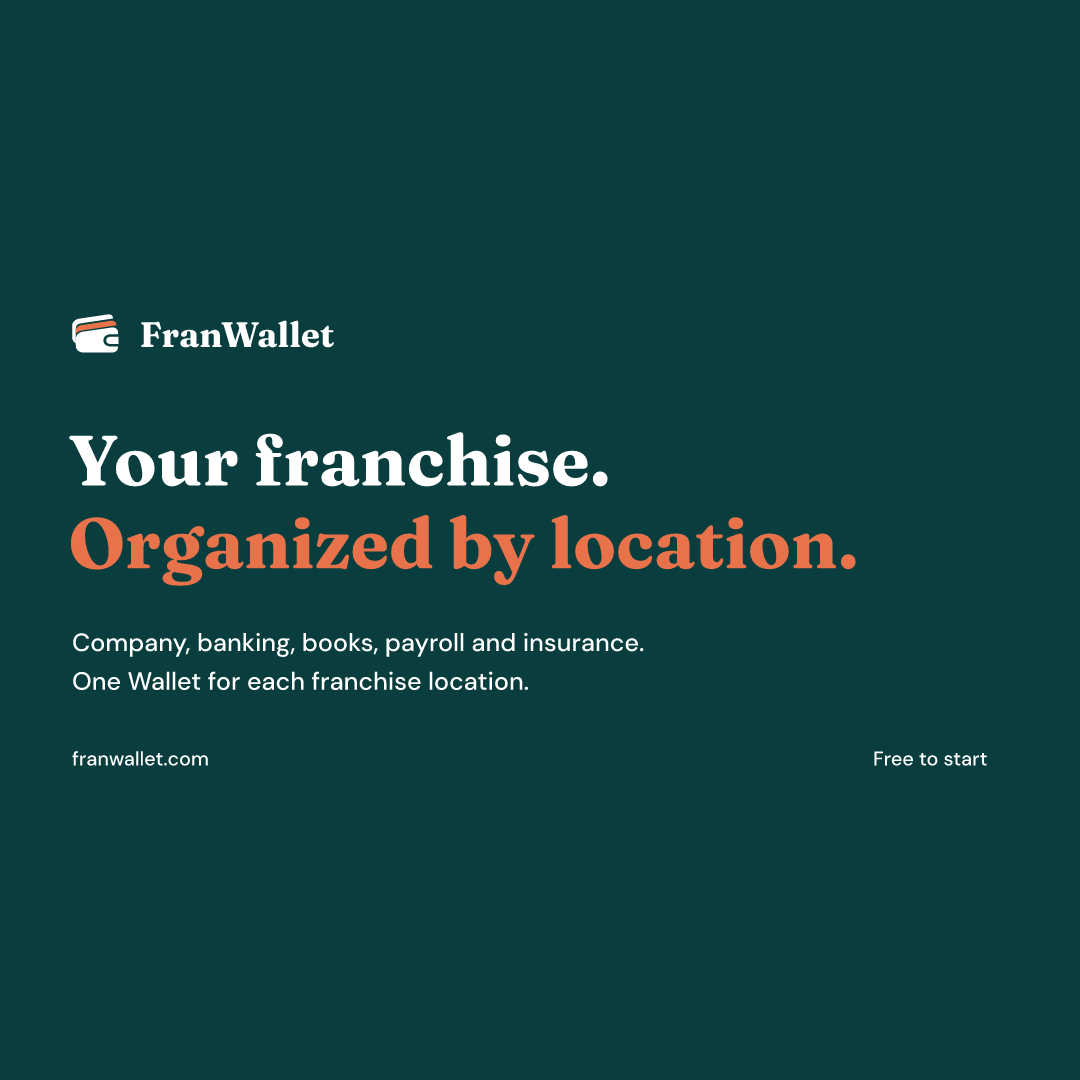 FranWallet
Your franchise.
Organized by location.
Company, banking, books, payroll and insurance.
One Wallet for each franchise location.
franwallet.com
Free to start